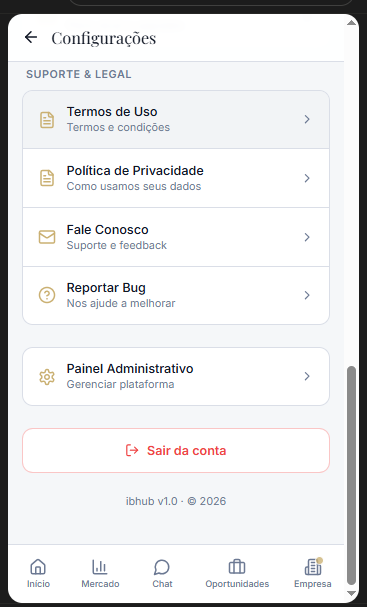 Configurações
SUPORTE & LEGAL
Termos de Uso
Termos e condições
Política de Privacidade
Como usamos seus dados
Fale Conosco
Suporte e feedback
Reportar Bug
Nos ajude a melhorar
Painel Administrativo
Gerenciar plataforma
Sair da conta
ibhub v1.0 · © 2026
Início Mercado Chat Oportunidades Empresa